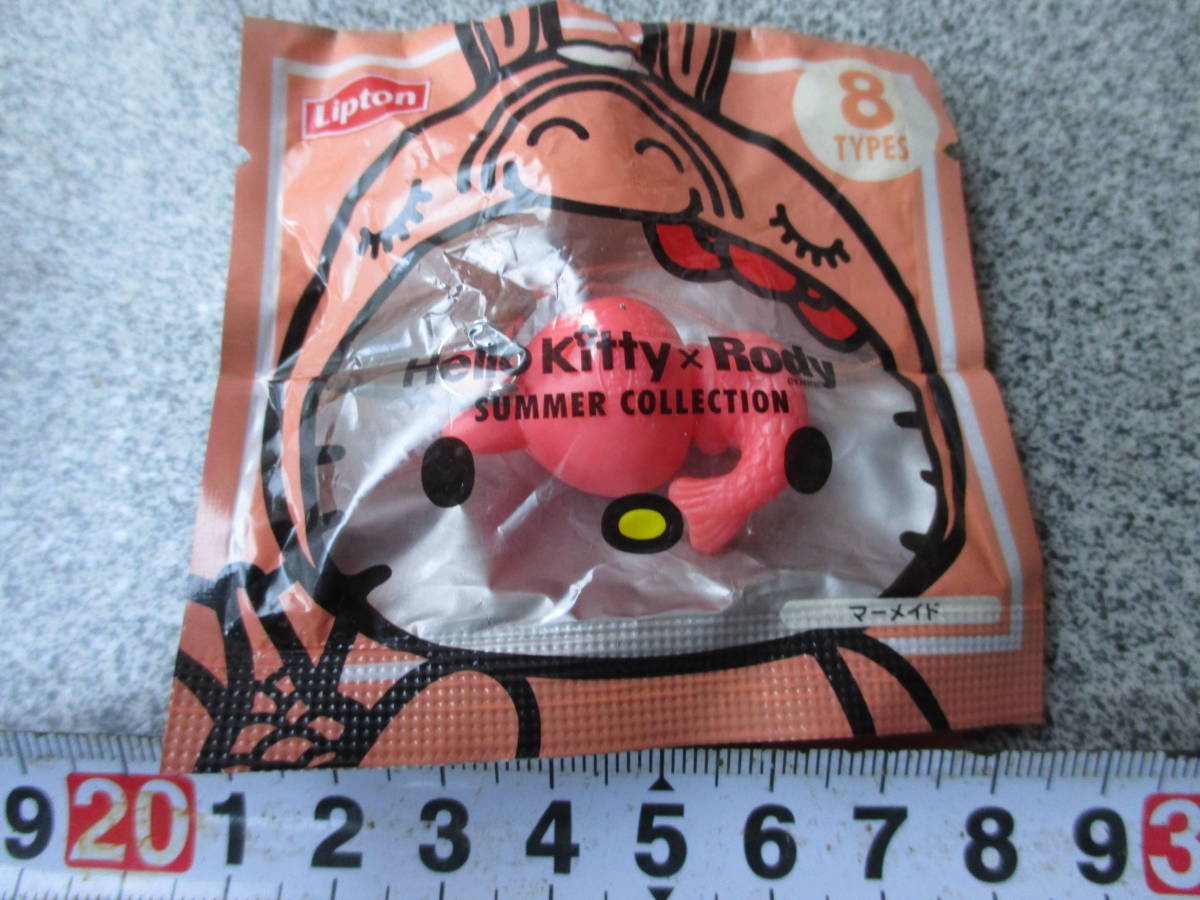 Lipton
8
TYPES
Hello Kitty × Rody
SUMMER COLLECTION
マーメイド
9 20 1 2 3 4 5 6 7 8 9 3